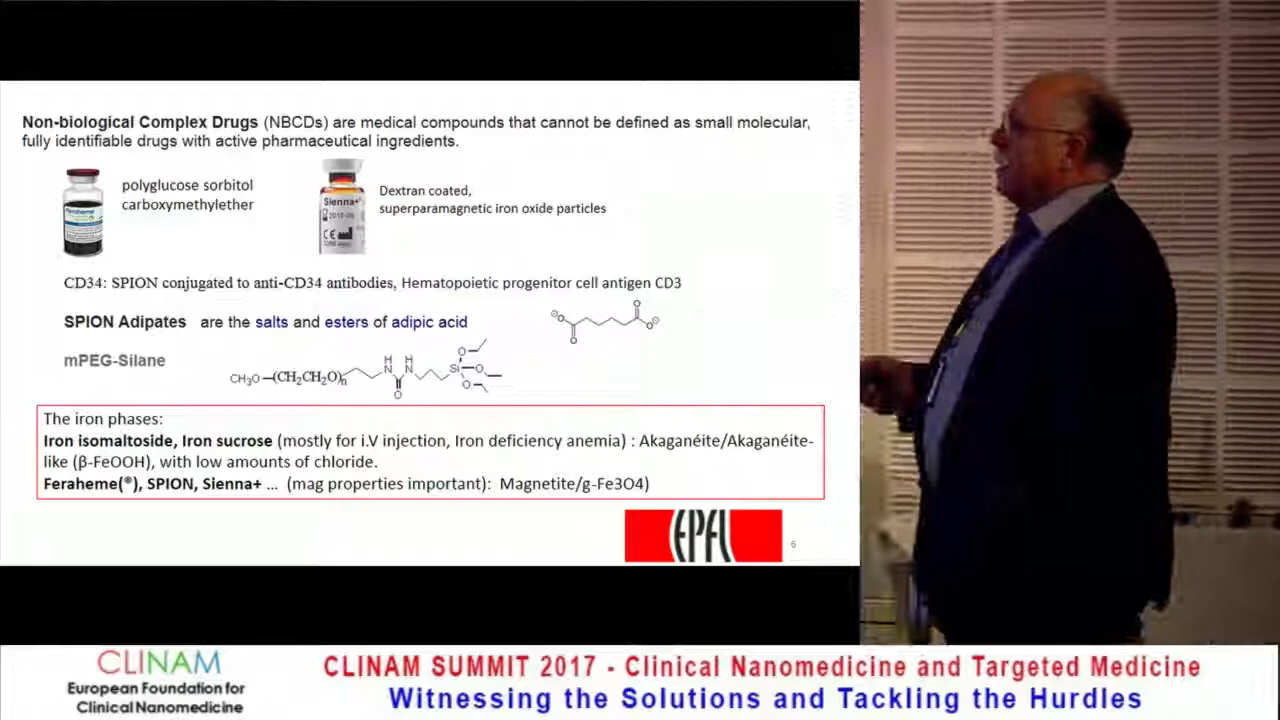 Non-biological Complex Drugs (NBCDs) are medical compounds that cannot be defined as small molecular,
fully identifiable drugs with active pharmaceutical ingredients.
polyglucose sorbitol
carboxymethylether
Sienna+
Dextran coated,
superparamagnetic iron oxide particles
CD34: SPION conjugated to anti-CD34 antibodies, Hematopoietic progenitor cell antigen CD3
SPION Adipates are the salts and esters of adipic acid
mPEG-Silane
CH₃O–(CH₂CH₂O)n
H
N
O
H
N
Si
O
O
O
⊖O
O
O
O⊖
The iron phases:
Iron isomaltoside, Iron sucrose (mostly for i.V injection, Iron deficiency anemia) : Akaganéite/Akaganéite-
like (β-FeOOH), with low amounts of chloride.
Feraheme(®), SPION, Sienna+ ... (mag properties important): Magnetite/g-Fe3O4)
EPFL
6
CLINAM
European Foundation for
Clinical Nanomedicine
CLINAM SUMMIT 2017 - Clinical Nanomedicine and Targeted Medicine
Witnessing the Solutions and Tackling the Hurdles